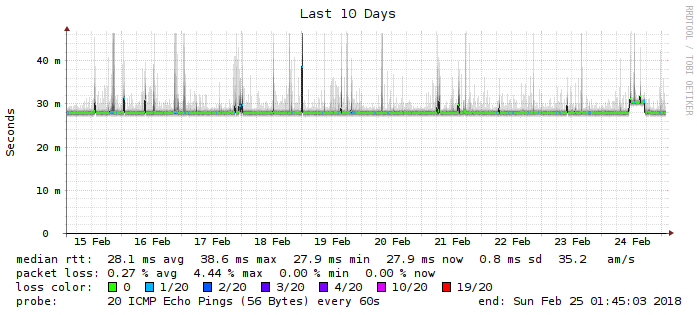 Last 10 Days
RRDTOOL / TOBI OETIKER
Seconds
40 m
30 m
20 m
10 m
0
15 Feb 16 Feb 17 Feb 18 Feb 19 Feb 20 Feb 21 Feb 22 Feb 23 Feb 24 Feb
median rtt: 28.1 ms avg 38.6 ms max 27.9 ms min 27.9 ms now 0.8 ms sd 35.2 am/s
packet loss: 0.27 % avg 4.44 % max 0.00 % min 0.00 % now
loss color: 0 1/20 2/20 3/20 4/20 10/20 19/20
probe: 20 ICMP Echo Pings (56 Bytes) every 60s end: Sun Feb 25 01:45:03 2018